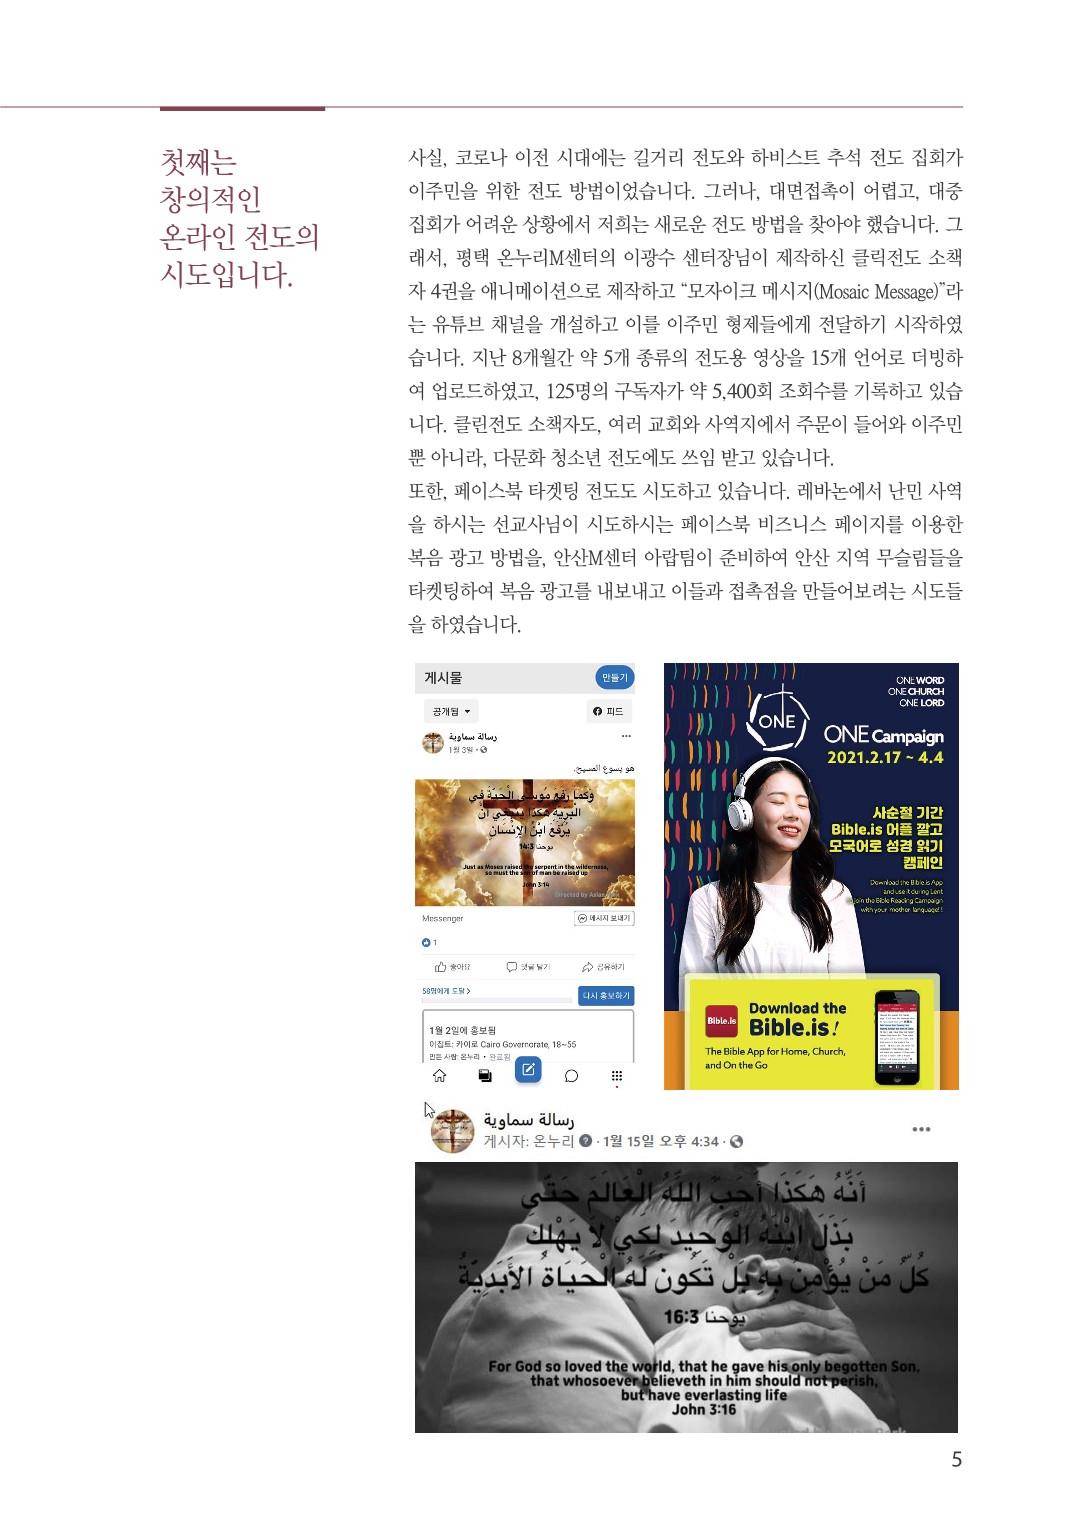 첫째는
창의적인
온라인 전도의
시도입니다.
사실, 코로나 이전 시대에는 길거리 전도와 하비스트 추석 전도 집회가
이주민을 위한 전도 방법이었습니다. 그러나, 대면접촉이 어렵고, 대중
집회가 어려운 상황에서 저희는 새로운 전도 방법을 찾아야 했습니다. 그
래서, 평택 온누리M센터의 이광수 센터장님이 제작하신 클릭전도 소책
자 4권을 애니메이션으로 제작하고 “모자이크 메시지(Mosaic Message)”라
는 유튜브 채널을 개설하고 이를 이주민 형제들에게 전달하기 시작하였
습니다. 지난 8개월간 약 5개 종류의 전도용 영상을 15개 언어로 더빙하
여 업로드하였고, 125명의 구독자가 약 5,400회 조회수를 기록하고 있습
니다. 클린전도 소책자도, 여러 교회와 사역지에서 주문이 들어와 이주민
뿐 아니라, 다문화 청소년 전도에도 쓰임 받고 있습니다.
또한, 페이스북 타겟팅 전도도 시도하고 있습니다. 레바논에서 난민 사역
을 하시는 선교사님이 시도하시는 페이스북 비즈니스 페이지를 이용한
복음 광고 방법을, 안산M센터 아랍팀이 준비하여 안산 지역 무슬림들을
타켓팅하여 복음 광고를 내보내고 이들과 접촉점을 만들어보려는 시도들
을 하였습니다.
게시물
만들기
공개됨
피드
رسالة سماوية
1월 3일
هو يسوع المسيح.
وَكَمَا رَفَعَ مُوسَى الْحَيَّةَ فِي
الْبَرِّيَّةِ هكَذَا يَنْبَغِي أَنْ
يُرْفَعَ ابْنُ الإِنْسَانِ
يوحنا 14:3
Just as Moses raised the serpent in the wilderness,
so must the son of man be raised up
John 3:14
Directed by
Messenger
메시지 보내기
1
좋아요
댓글 달기
공유하기
58명에게 도달 >
다시 홍보하기
1월 2일에 홍보됨
이집트: 카이로 Cairo Governorate, 18~55
만든 사람: 온누리 • 완료됨
ONE WORD
ONE CHURCH
ONE LORD
ONE
ONE Campaign
2021.2.17 ~ 4.4
사순절 기간
Bible.is 어플 깔고
모국어로 성경 읽기
캠페인
Download the Bible.is App
and use it during Lent
join the Bible Reading Campaign
with your mother language!!
Bible.is
Download the
Bible.is!
The Bible App for Home, Church,
and On the Go
رسالة سماوية
게시자: 온누리 · 1월 15일 오후 4:34 ·
أَنَّهُ هَكَذَا أَحَبَّ اللهُ الْعَالَمَ حَتَّى
بَذَلَ ابْنَهُ الْوَحِيدَ لِكَيْ لاَ يَهْلِكَ
كُلُّ مَنْ يُؤْمِنُ بِهِ بَلْ تَكُونُ لَهُ الْحَيَاةُ الأَبَدِيَّةُ
يوحنا 16:3
For God so loved the world, that he gave his only begotten Son,
that whosoever believeth in him should not perish,
but have everlasting life
John 3:16
5